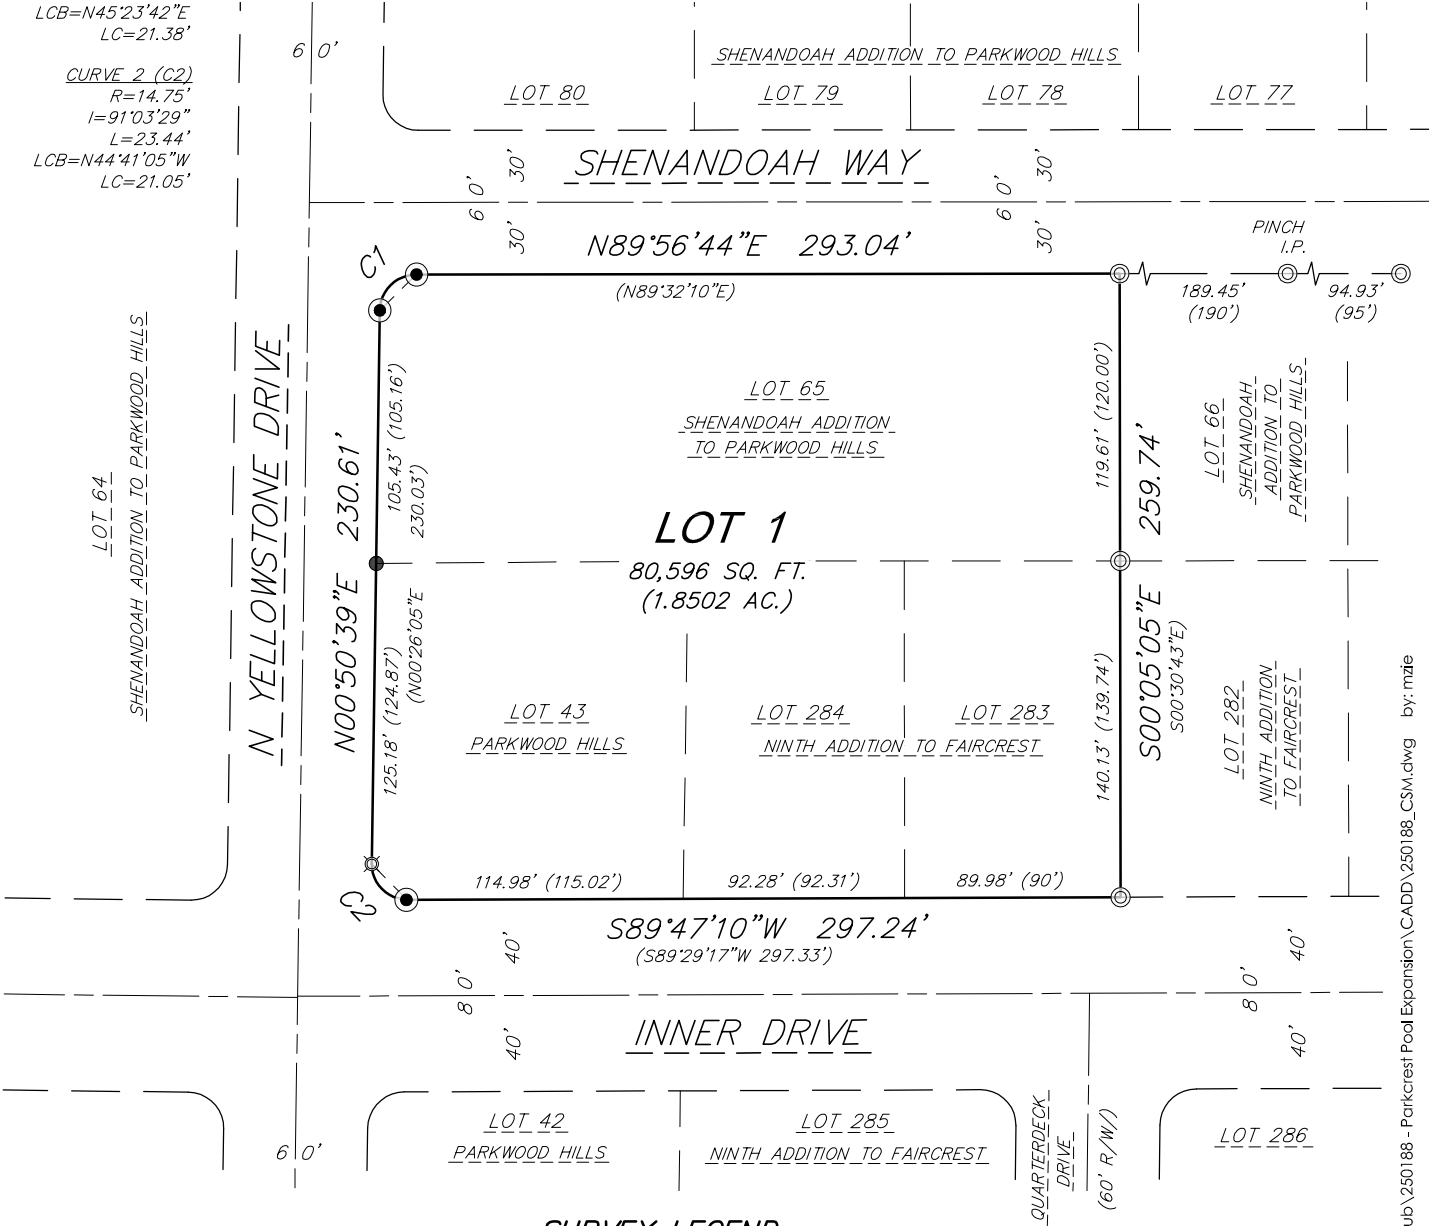 LCB=N45°23'42"E
LC=21.38'
CURVE 2 (C2)
R=14.75'
I=91°03'29"
L=23.44'
LCB=N44°41'05"W
LC=21.05'
60'
SHENANDOAH ADDITION TO PARKWOOD HILLS
LOT 80
LOT 79
LOT 78
LOT 77
SHENANDOAH WAY
30'
60'
30'
30'
60'
30'
N89°56'44"E 293.04'
(N89°32'10"E)
PINCH
I.P.
189.45'
(190')
94.93'
(95')
C1
LOT 64
SHENANDOAH ADDITION TO PARKWOOD HILLS
N YELLOWSTONE DRIVE
N00°50'39"E 230.61'
105.43' (105.16')
230.03')
(N00°26'05"E
125.18' (124.87')
LOT 65
SHENANDOAH ADDITION
TO PARKWOOD HILLS
LOT 1
80,596 SQ. FT.
(1.8502 AC.)
119.61' (120.00')
259.74'
S00°05'05"E
S00°30'43"E)
140.13' (139.74')
LOT 66
SHENANDOAH
ADDITION TO
PARKWOOD HILLS
LOT 43
PARKWOOD HILLS
LOT 284
LOT 283
NINTH ADDITION TO FAIRCREST
LOT 282
NINTH ADDITION
TO FAIRCREST
C2
114.98' (115.02')
92.28' (92.31')
89.98' (90')
S89°47'10"W 297.24'
(S89°29'17"W 297.33')
40'
80'
40'
40'
80'
40'
INNER DRIVE
60'
LOT 42
PARKWOOD HILLS
LOT 285
NINTH ADDITION TO FAIRCREST
QUARTERDECK
DRIVE
(60' R/W/)
LOT 286
SURVEY LEGEND
ub\250188 - Parkcrest Pool Expansion\CADD\250188_CSM.dwg by: mzie